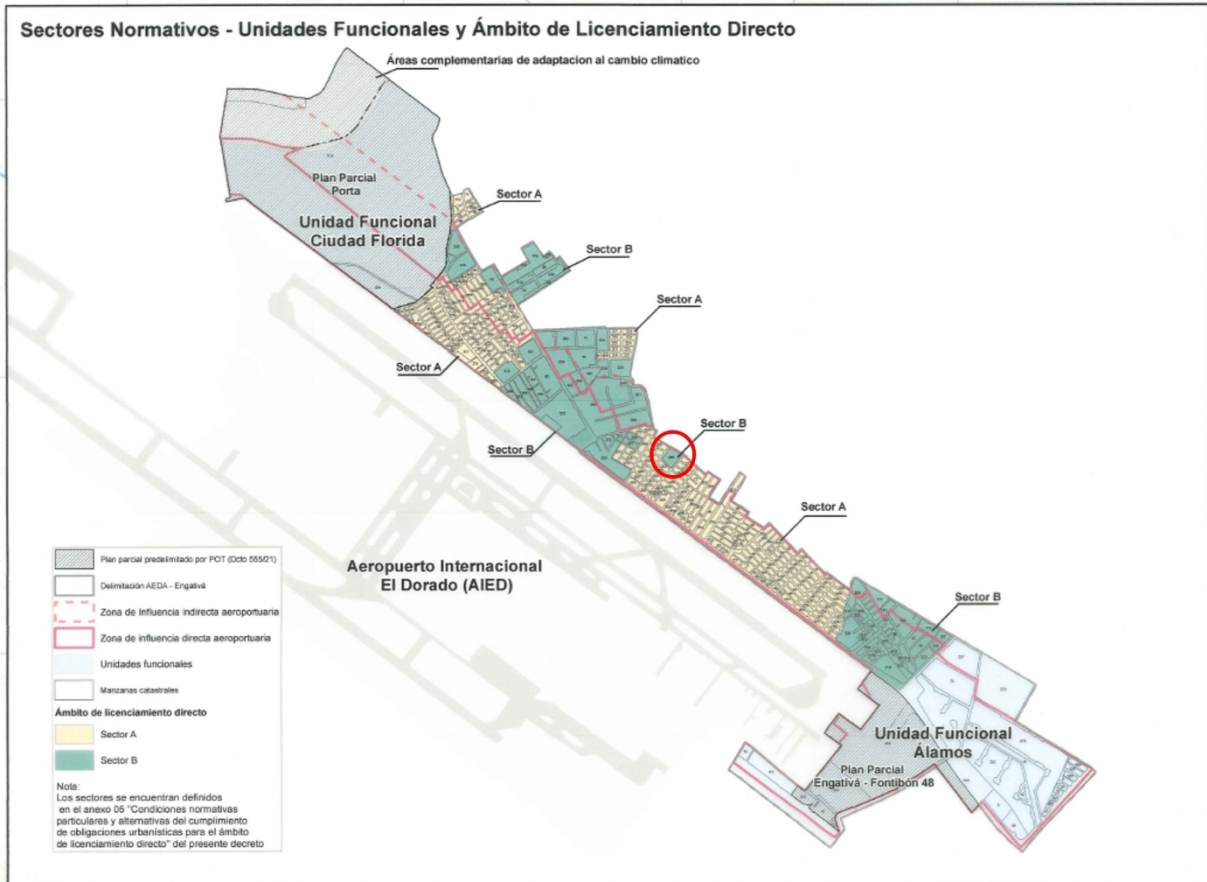 Sectores Normativos - Unidades Funcionales y Ámbito de Licenciamiento Directo
Áreas complementarias de adaptacion al cambio climatico
Plan Parcial
Porta
Sector A
Unidad Funcional
Ciudad Florida
Sector B
Sector A
Sector A
Sector B
Sector B
Sector A
Aeropuerto Internacional
El Dorado (AIED)
Sector B
Unidad Funcional
Álamos
Plan Parcial
Engativá - Fontibón 48
Plan parcial predelimitado por POT (Dcto 555/21)
Delimitación AEDA - Engativá
Zona de Influencia indirecta aeroportuaria
Zona de influencia directa aeroportuaria
Unidades funcionales
Manzanas catastrales
Ámbito de licenciamiento directo
Sector A
Sector B
Nota:
Los sectores se encuentran definidos
en el anexo 05 "Condiciones normativas
particulares y alternativas del cumplimiento
de obligaciones urbanísticas para el ámbito
de licenciamiento directo" del presente decreto